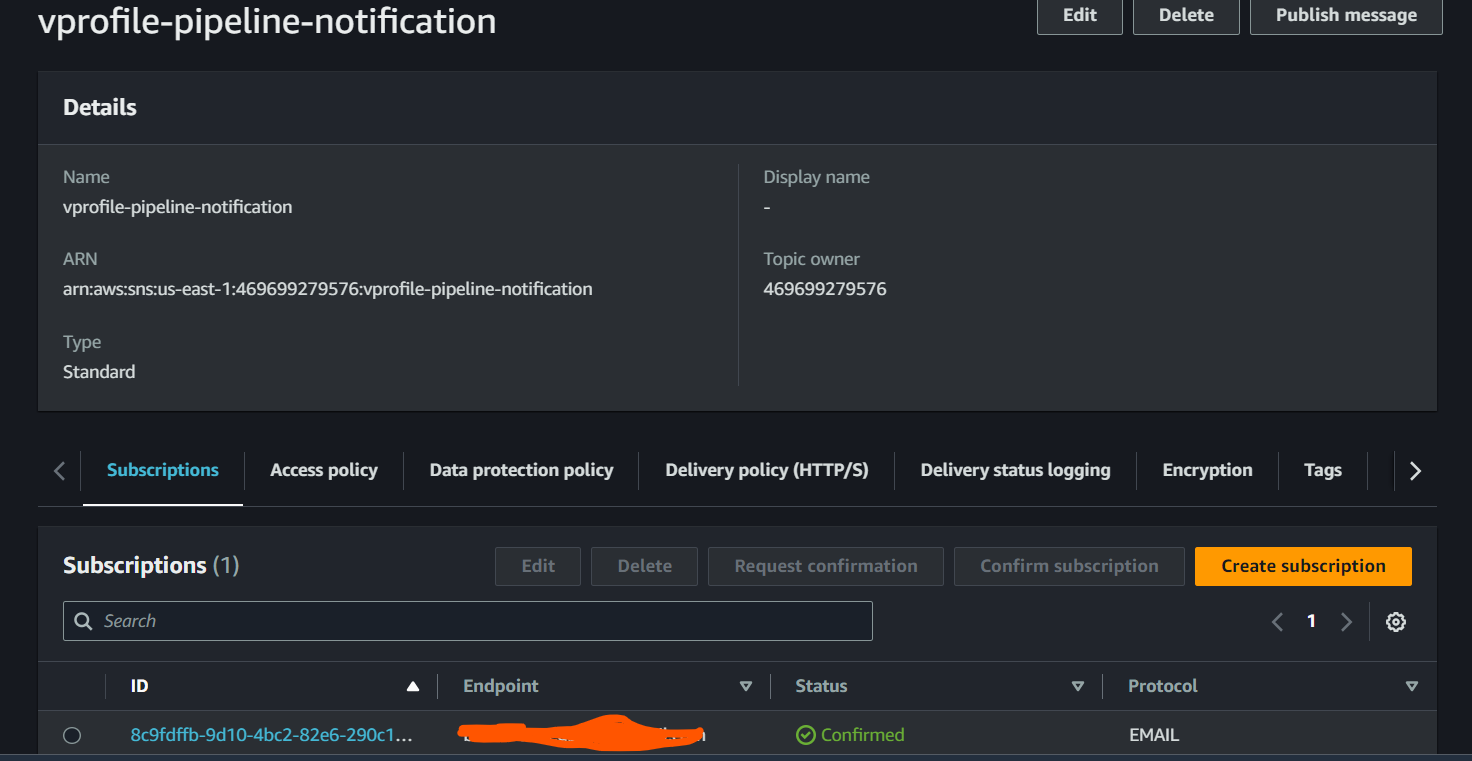 vprofile-pipeline-notification
Edit Delete Publish message
Details
Name
vprofile-pipeline-notification
Display name
-
ARN
arn:aws:sns:us-east-1:469699279576:vprofile-pipeline-notification
Topic owner
469699279576
Type
Standard
Subscriptions Access policy Data protection policy Delivery policy (HTTP/S) Delivery status logging Encryption Tags
Subscriptions (1)
Edit Delete Request confirmation Confirm subscription Create subscription
Search
1
ID Endpoint Status Protocol
8c9fdffb-9d10-4bc2-82e6-290c1... Confirmed EMAIL